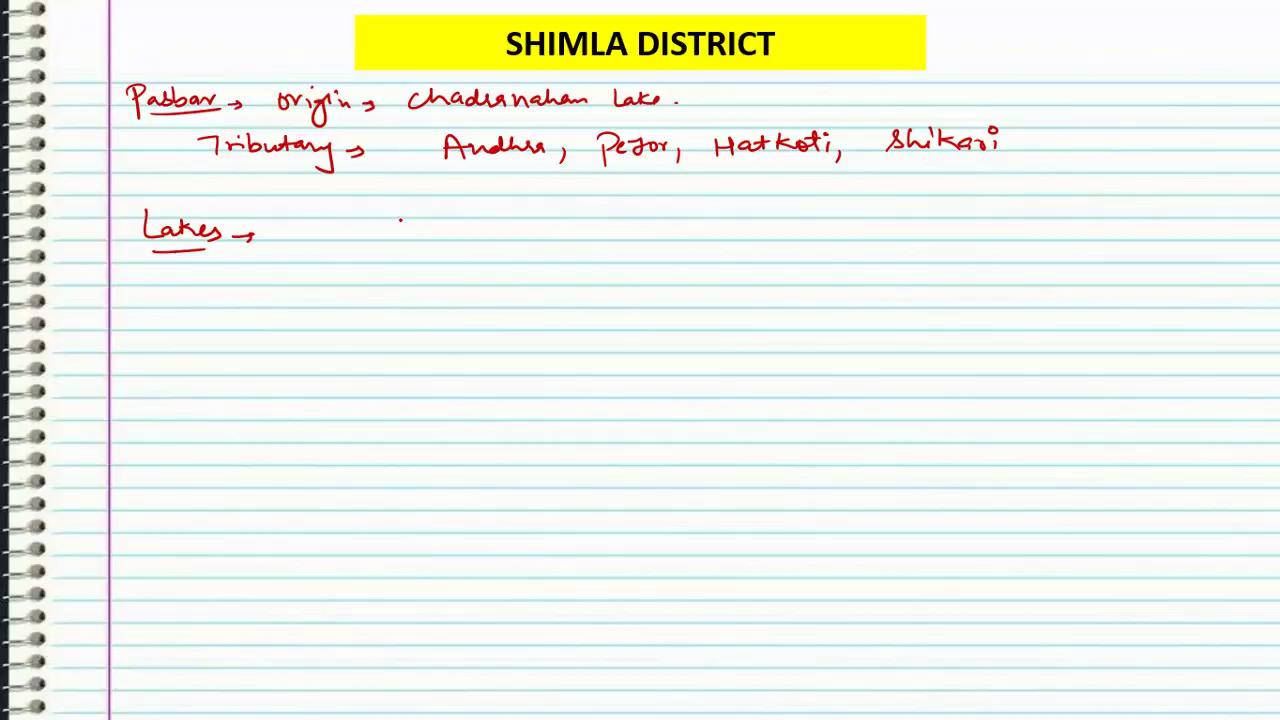 SHIMLA DISTRICT
Pabbar → origin → Chadranahan Lake.
Tributary → Andhra, Pejor, Hatkoti, Shikari
Lakes →